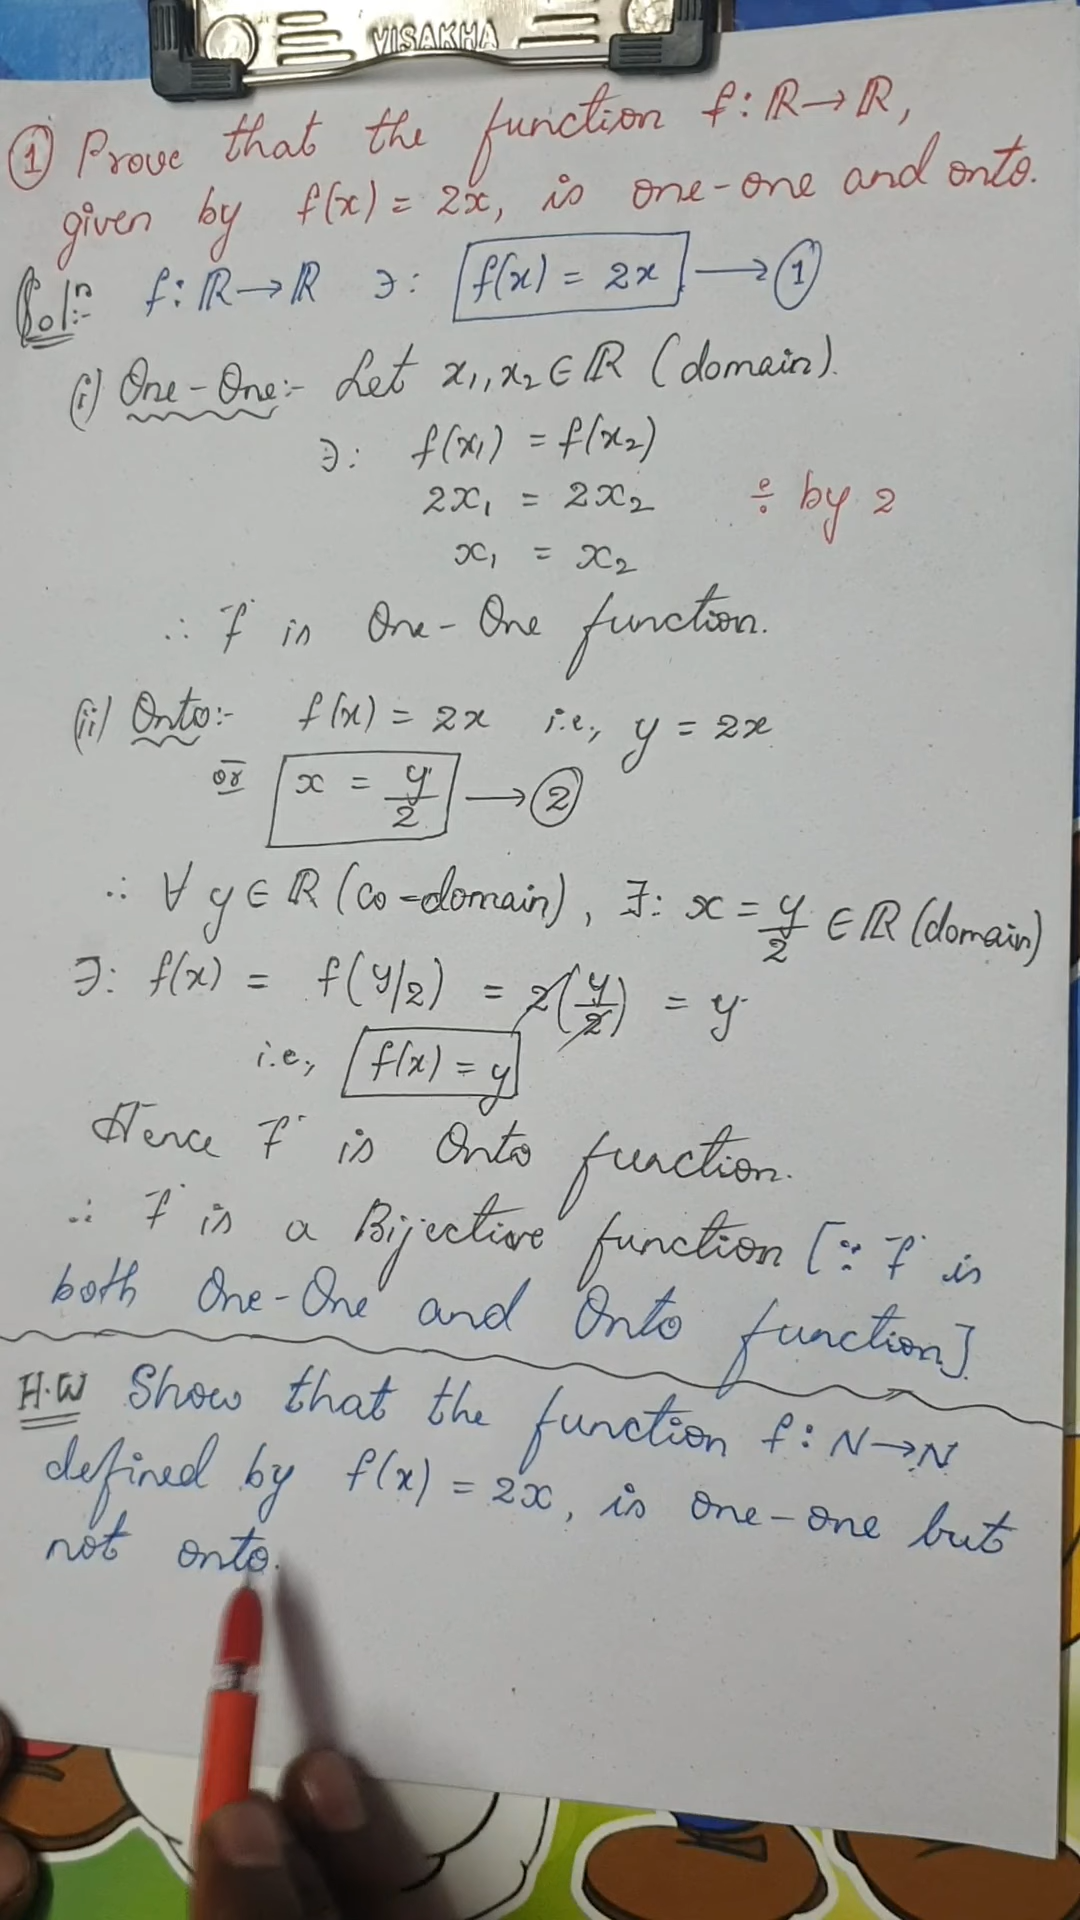 VISAKHA
① Prove that the function f: ℝ→ℝ,
given by f(x) = 2x, is one-one and onto.
Solⁿ:- f: ℝ→ℝ ∋: f(x) = 2x → ①
(i) One-One:- Let x₁, x₂ ∈ ℝ (domain).
∋: f(x₁) = f(x₂)
2x₁ = 2x₂ ÷ by 2
x₁ = x₂
∴ 'f' is One-One function.
(ii) Onto:- f(x) = 2x i.e., y = 2x
or x = y/2 → ②
∴ ∀ y ∈ ℝ (co-domain), ∃: x = y/2 ∈ ℝ (domain)
∋: f(x) = f(y/2) = 2(y/2) = y
i.e., f(x) = y
Hence 'f' is Onto function.
∴ 'f' is a Bijective function [∵ 'f' is
both One-One and Onto function].
H.W Show that the function f: N→N
defined by f(x) = 2x, is one-one but
not onto.